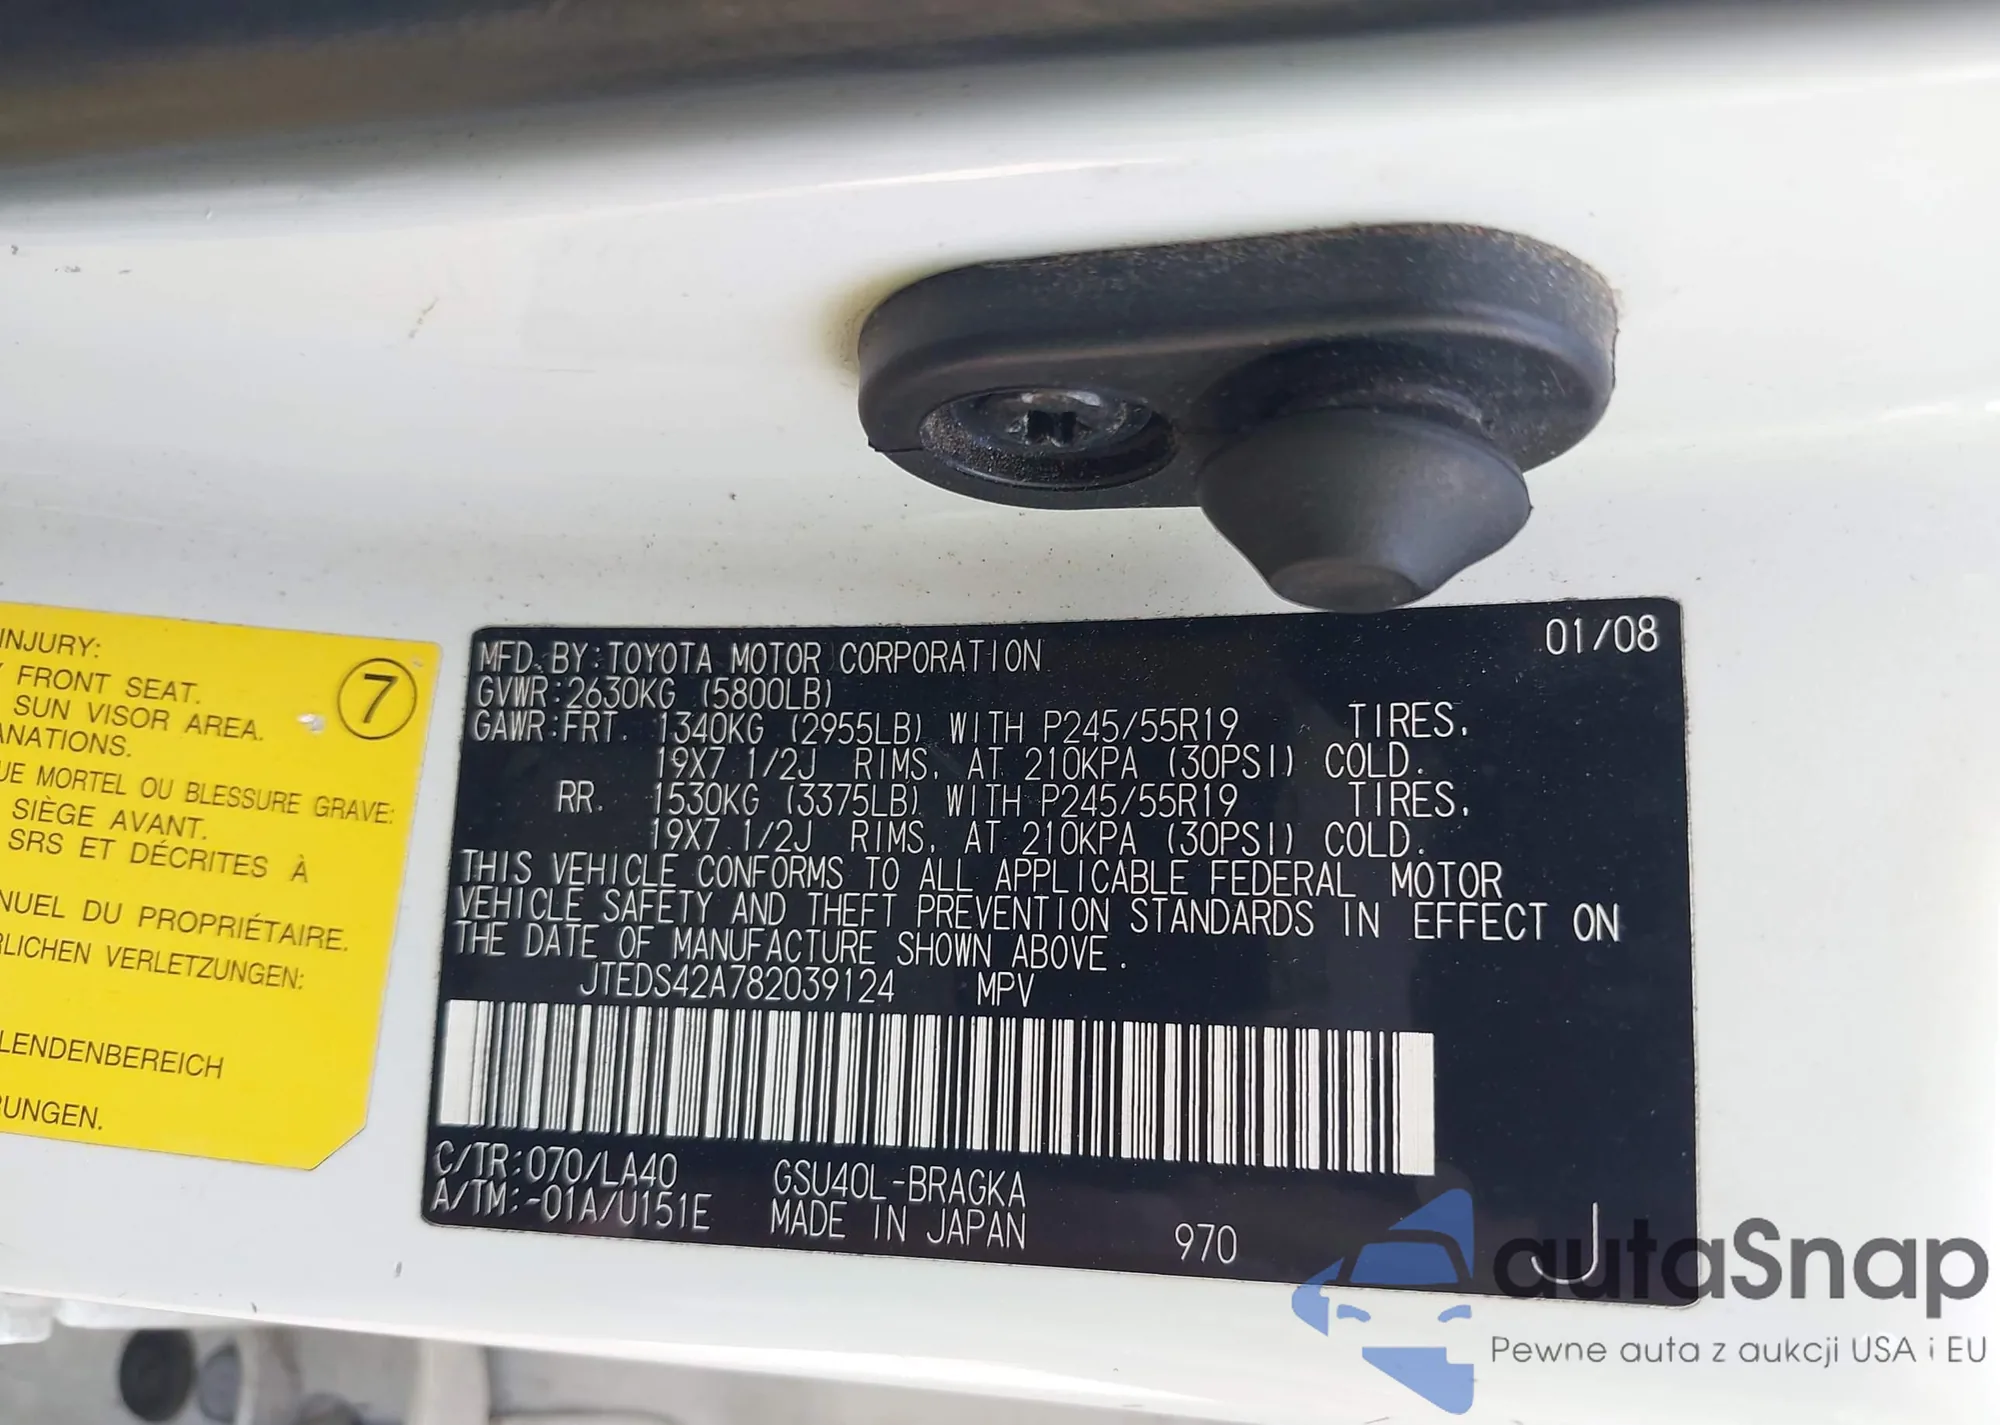 INJURY:
FRONT SEAT.
SUN VISOR AREA.
ANATIONS.
7
UE MORTEL OU BLESSURE GRAVE:
SIÈGE AVANT.
SRS ET DÉCRITES À
NUEL DU PROPRIÉTAIRE.
RLICHEN VERLETZUNGEN:
LENDENBEREICH
RUNGEN.
MFD. BY:TOYOTA MOTOR CORPORATION 01/08
GVWR:2630KG (5800LB)
GAWR:FRT. 1340KG (2955LB) WITH P245/55R19 TIRES,
19X7 1/2J RIMS, AT 210KPA (30PSI) COLD.
RR. 1530KG (3375LB) WITH P245/55R19 TIRES,
19X7 1/2J RIMS, AT 210KPA (30PSI) COLD.
THIS VEHICLE CONFORMS TO ALL APPLICABLE FEDERAL MOTOR
VEHICLE SAFETY AND THEFT PREVENTION STANDARDS IN EFFECT ON
THE DATE OF MANUFACTURE SHOWN ABOVE.
JTEDS42A782039124 MPV
C/TR:070/LA40 GSU40L-BRAGKA
A/TM:-01A/U151E MADE IN JAPAN 970 J
autaSnap
Pewne auta z aukcji USA i EU